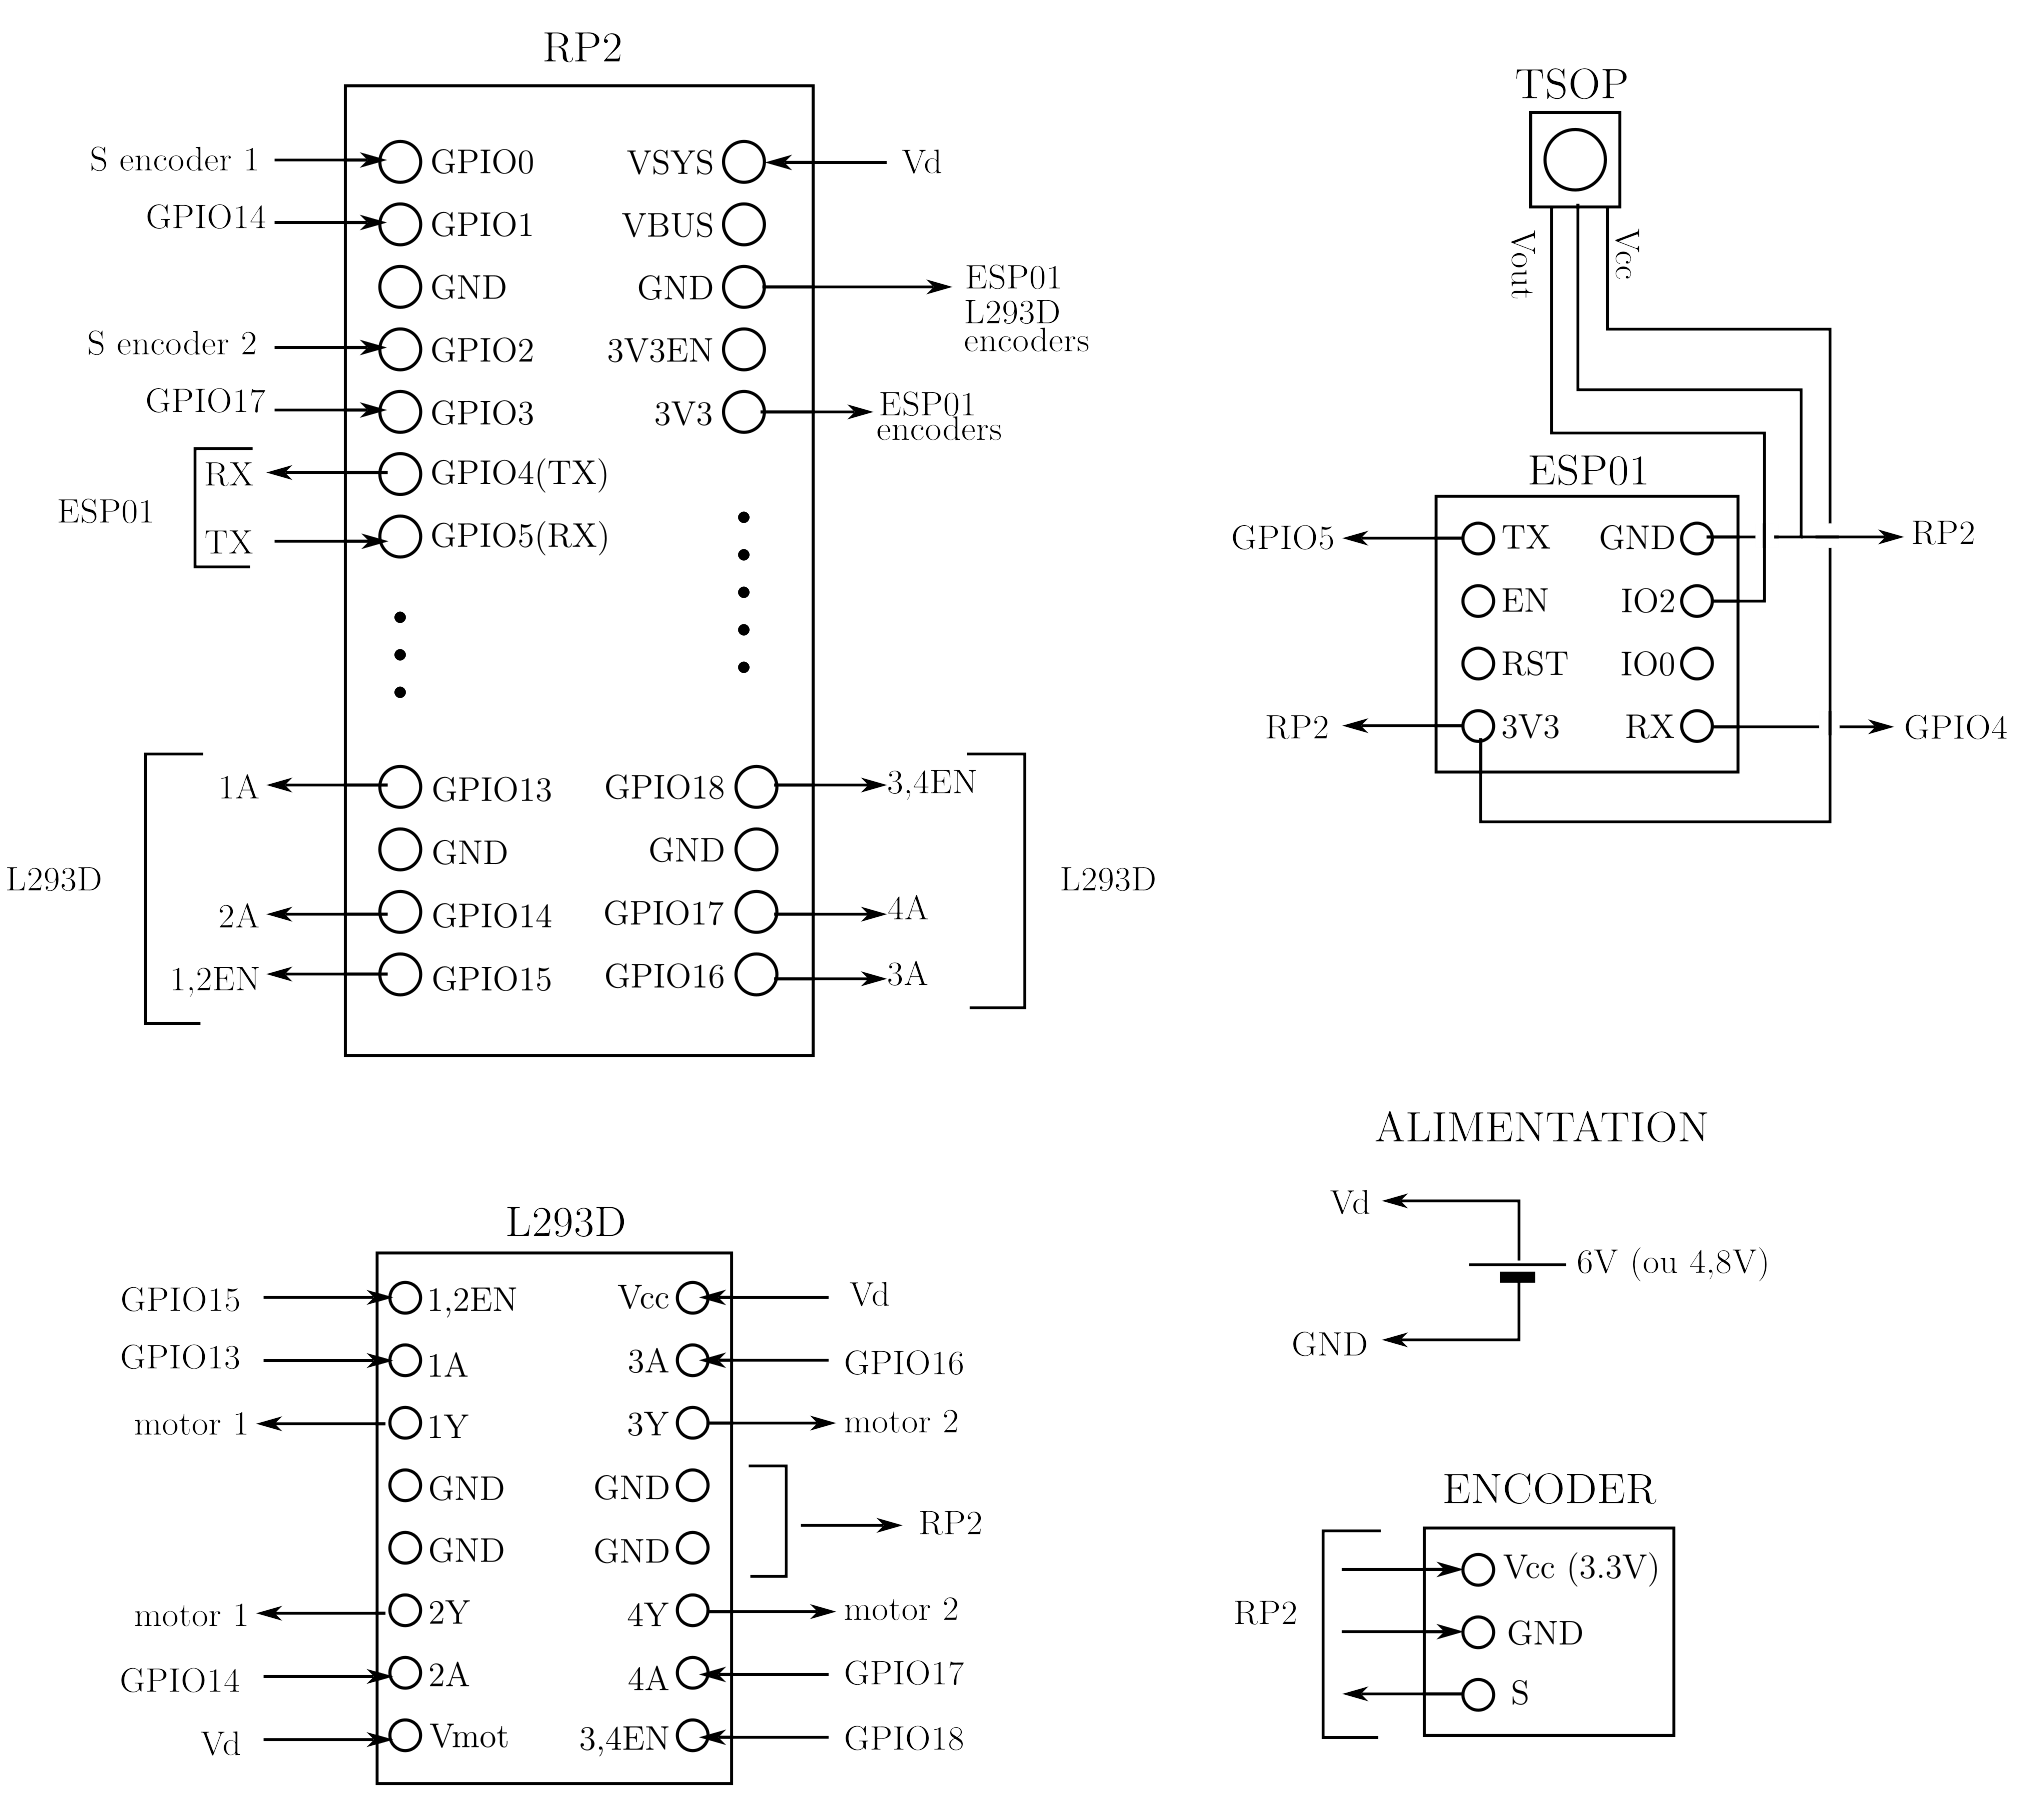 RP2
S encoder 1
GPIO0
VSYS
Vd
GPIO14
GPIO1
VBUS
GND
GND
ESP01
L293D
encoders
S encoder 2
GPIO2
3V3EN
GPIO17
GPIO3
3V3
ESP01
encoders
ESP01
RX
GPIO4(TX)
TX
GPIO5(RX)
L293D
1A
GPIO13
GPIO18
3,4EN
GND
GND
L293D
2A
GPIO14
GPIO17
4A
1,2EN
GPIO15
GPIO16
3A
TSOP
Vout
Vcc
ESP01
GPIO5
TX
GND
RP2
EN
IO2
RST
IO0
RP2
3V3
RX
GPIO4
L293D
GPIO15
1,2EN
Vcc
Vd
GPIO13
1A
3A
GPIO16
motor 1
1Y
3Y
motor 2
GND
GND
GND
GND
RP2
motor 1
2Y
4Y
motor 2
GPIO14
2A
4A
GPIO17
Vd
Vmot
3,4EN
GPIO18
ALIMENTATION
Vd
6V (ou 4,8V)
GND
ENCODER
RP2
Vcc (3.3V)
GND
S